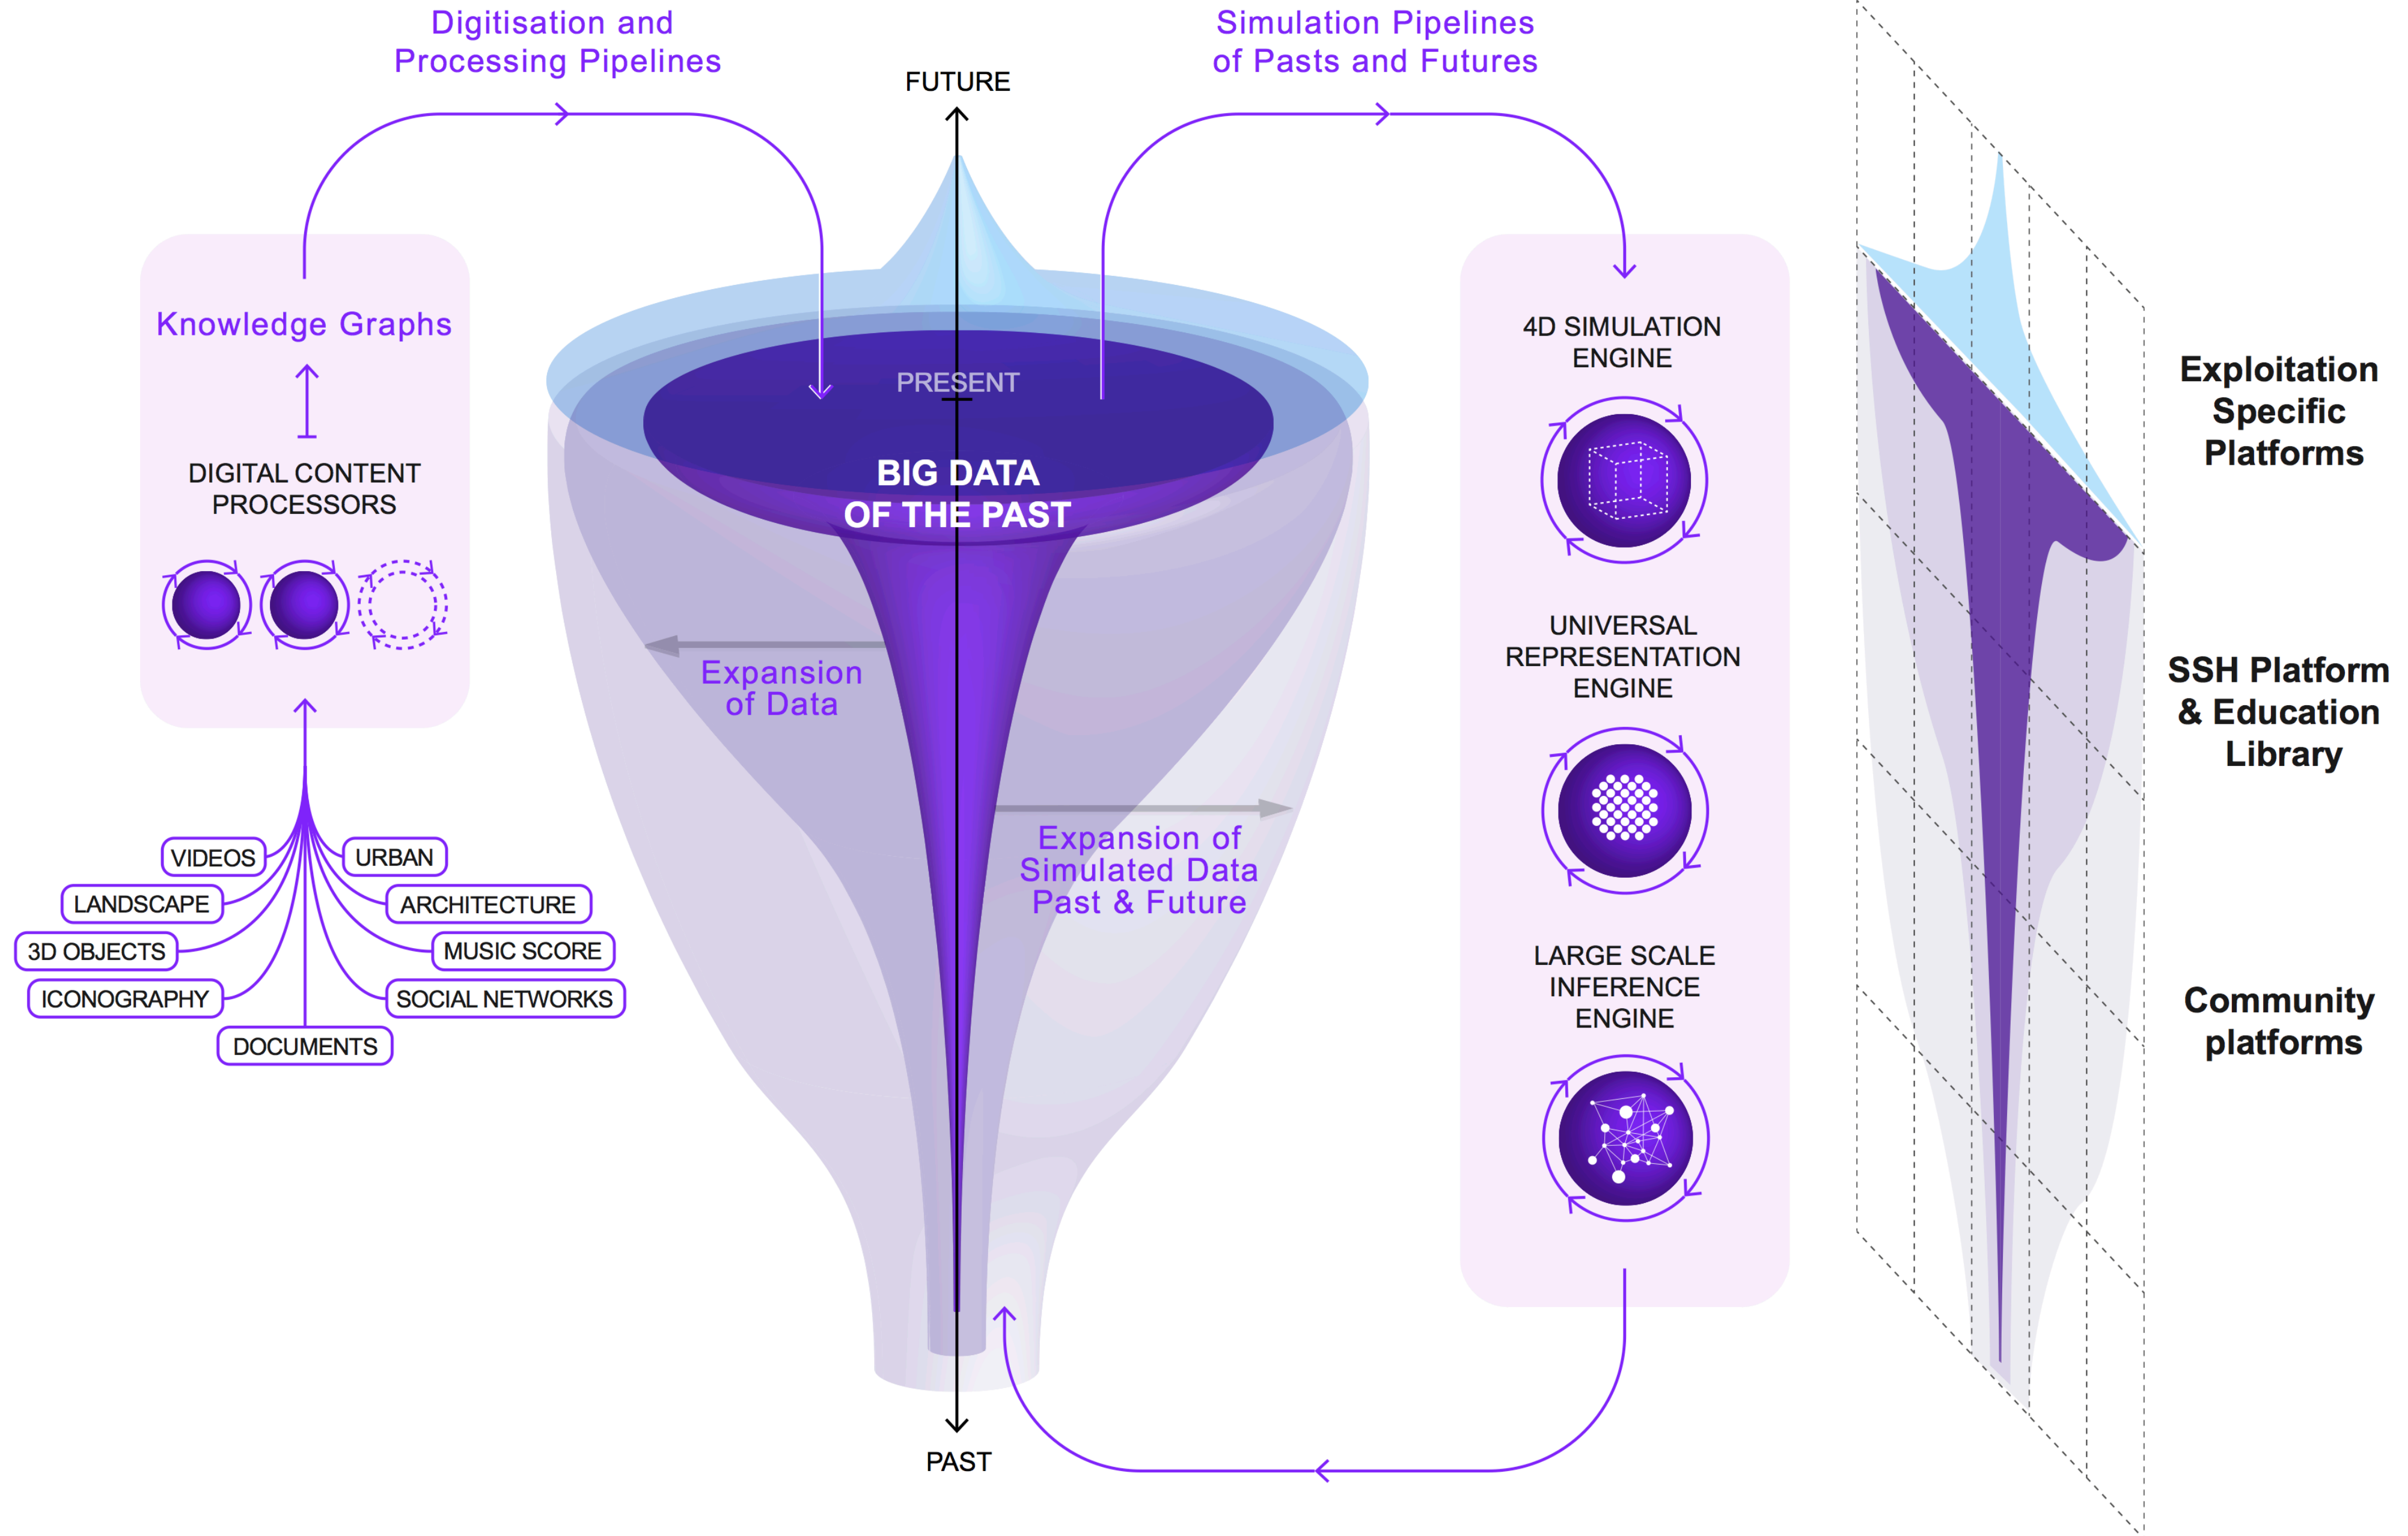 Digitisation and
Processing Pipelines
Simulation Pipelines
of Pasts and Futures
FUTURE
Knowledge Graphs
DIGITAL CONTENT
PROCESSORS
VIDEOS
URBAN
LANDSCAPE
ARCHITECTURE
3D OBJECTS
MUSIC SCORE
ICONOGRAPHY
SOCIAL NETWORKS
DOCUMENTS
PRESENT
BIG DATA
OF THE PAST
Expansion
of Data
Expansion of
Simulated Data
Past & Future
PAST
4D SIMULATION
ENGINE
UNIVERSAL
REPRESENTATION
ENGINE
LARGE SCALE
INFERENCE
ENGINE
Exploitation
Specific
Platforms
SSH Platform
& Education
Library
Community
platforms